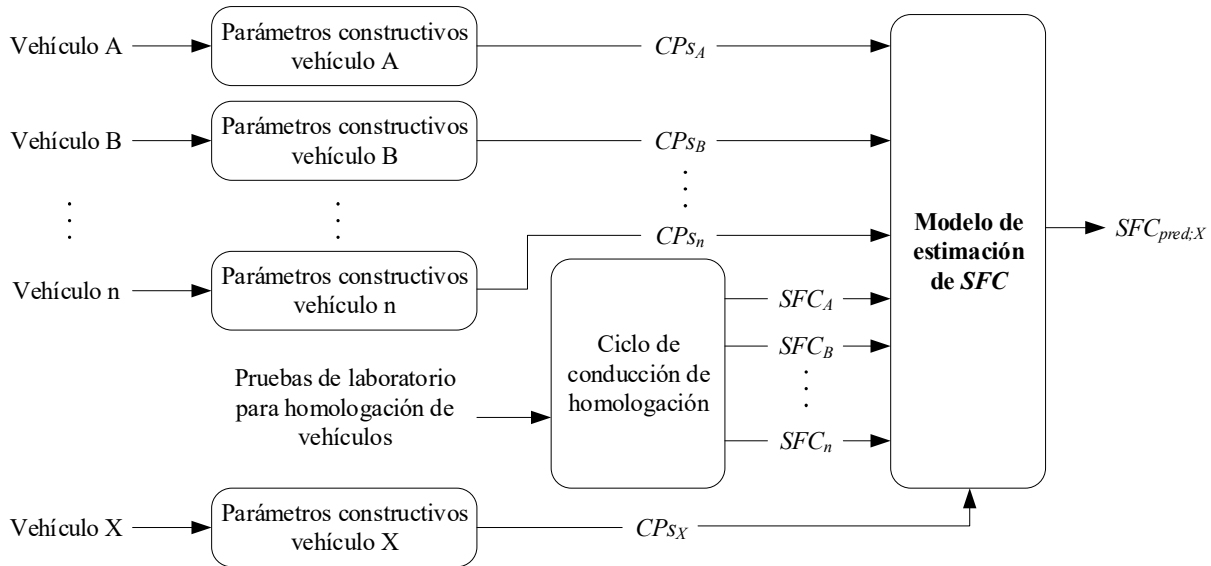 Vehículo A
Parámetros constructivos
vehículo A
CPs_A
Vehículo B
Parámetros constructivos
vehículo B
CPs_B
Vehículo n
Parámetros constructivos
vehículo n
CPs_n
Modelo de
estimación
de SFC
SFC_pred;X
Pruebas de laboratorio
para homologación de
vehículos
Ciclo de
conducción de
homologación
SFC_A
SFC_B
SFC_n
Vehículo X
Parámetros constructivos
vehículo X
CPs_X